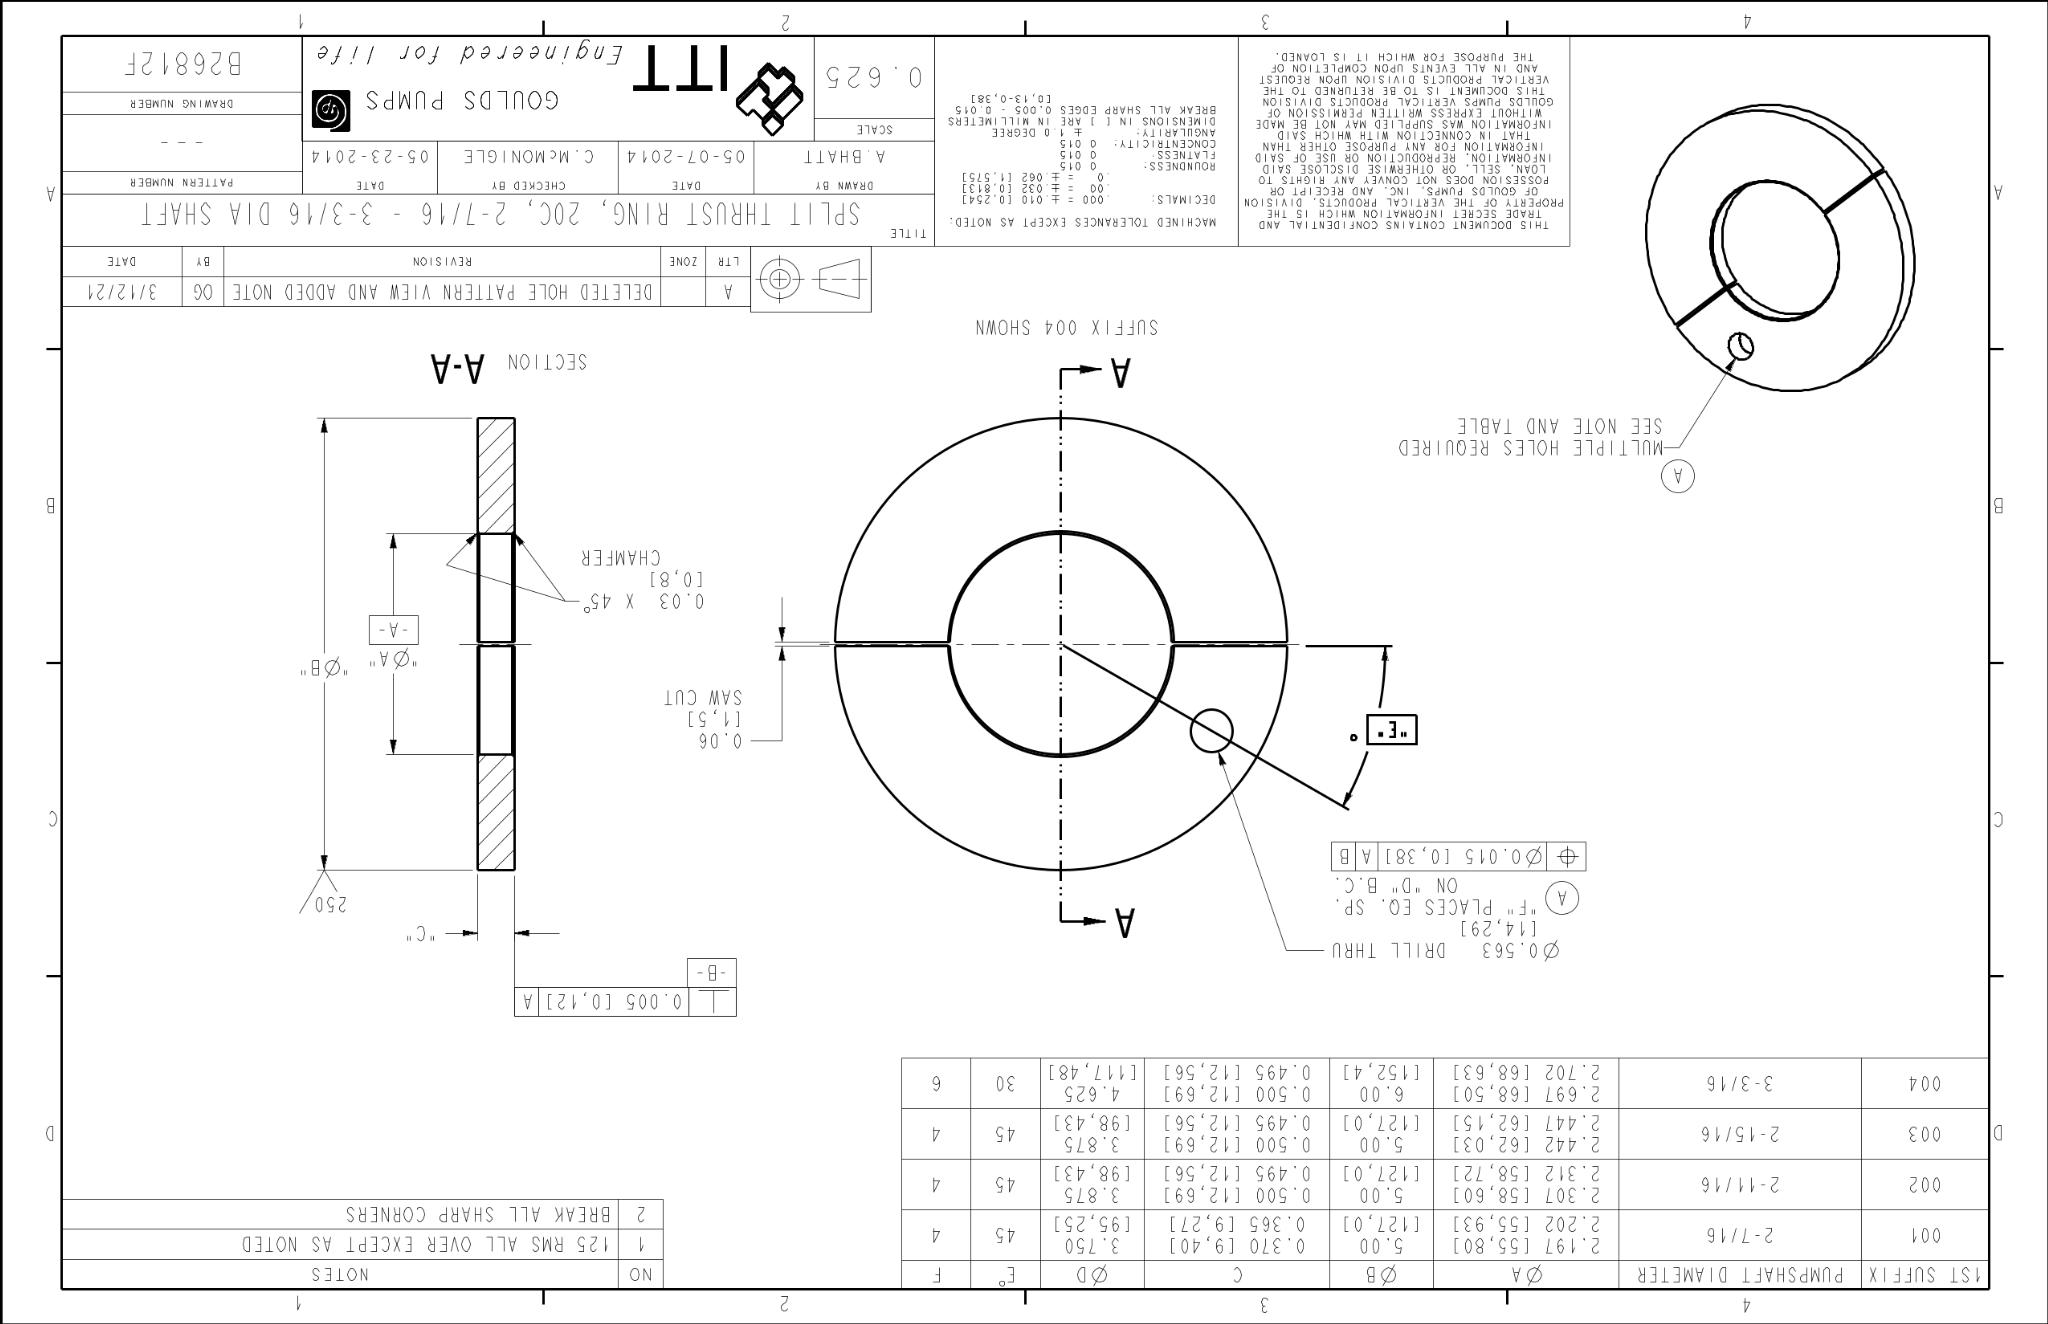 4
3
2
1
1ST SUFFIX PUMPSHAFT DIAMETER ØA ØB C ØD E° F
001 2-7/16 2.197 [55,80] 5.00 0.370 [9,40] 3.750 45 4
2.202 [55,93] [127,0] 0.365 [9,27] [95,25]
002 2-11/16 2.307 [58,60] 5.00 0.500 [12,69] 3.875 45 4
2.312 [58,72] [127,0] 0.495 [12,56] [98,43]
003 2-15/16 2.442 [62,03] 5.00 0.500 [12,69] 3.875 45 4
2.447 [62,15] [127,0] 0.495 [12,56] [98,43]
004 3-3/16 2.697 [68,50] 6.00 0.500 [12,69] 4.625 30 6
2.702 [68,63] [152,4] 0.495 [12,56] [117,48]
NO NOTES
1 125 RMS ALL OVER EXCEPT AS NOTED
2 BREAK ALL SHARP CORNERS
D
D
Ø0.563 DRILL THRU
[14,29]
"F" PLACES EQ. SP.
ON "D" B.C.
A
Ø0.015 [0,38] A B
"E" °
A
A
SUFFIX 004 SHOWN
0.06
[1,5]
SAW CUT
0.005 [0,12] A
-B-
"C"
250
"ØB"
"ØA"
-A-
0.03 X 45°
[0,8]
CHAMFER
SECTION A-A
C
C
B
B
A
MULTIPLE HOLES REQUIRED
SEE NOTE AND TABLE
LTR ZONE REVISION BY DATE
A DELETED HOLE PATTERN VIEW AND ADDED NOTE OG 3/12/21
THIS DOCUMENT CONTAINS CONFIDENTIAL AND
TRADE SECRET INFORMATION WHICH IS THE
PROPERTY OF THE VERTICAL PRODUCTS, DIVISION
OF GOULDS PUMPS, INC. AND RECEIPT OR
POSSESSION DOES NOT CONVEY ANY RIGHTS TO
LOAN, SELL, OR OTHERWISE DISCLOSE SAID
INFORMATION. REPRODUCTION OR USE OF SAID
INFORMATION FOR ANY PURPOSE OTHER THAN
THAT IN CONNECTION WITH WHICH SAID
INFORMATION WAS SUPPLIED MAY NOT BE MADE
WITHOUT EXPRESS WRITTEN PERMISSION OF
GOULDS PUMPS VERTICAL PRODUCTS DIVISION
THIS DOCUMENT IS TO BE RETURNED TO THE
VERTICAL PRODUCTS DIVISION UPON REQUEST
AND IN ALL EVENTS UPON COMPLETION OF
THE PURPOSE FOR WHICH IT IS LOANED.
MACHINED TOLERANCES EXCEPT AS NOTED:
DECIMALS: .000 = ± .010 [0,254]
.00 = ± .032 [0,813]
.0 = ± .062 [1,575]
ROUNDNESS: 0.015
FLATNESS: 0.015
CONCENTRICITY: 0.015
ANGULARITY: ± 1.0 DEGREE
DIMENSIONS IN [ ] ARE IN MILLIMETERS
BREAK ALL SHARP EDGES 0.005 - 0.015
[0,13-0,38]
TITLE
SPLIT THRUST RING, 20C, 2-7/16 - 3-3/16 DIA SHAFT
DRAWN BY DATE CHECKED BY DATE
A.BHATT 05-07-2014 C.McMONIGLE 05-23-2014
PATTERN NUMBER
---
SCALE
0.625
ITT
GOULDS PUMPS
Engineered for life
DRAWING NUMBER
B26812F
A
A
4
3
2
1